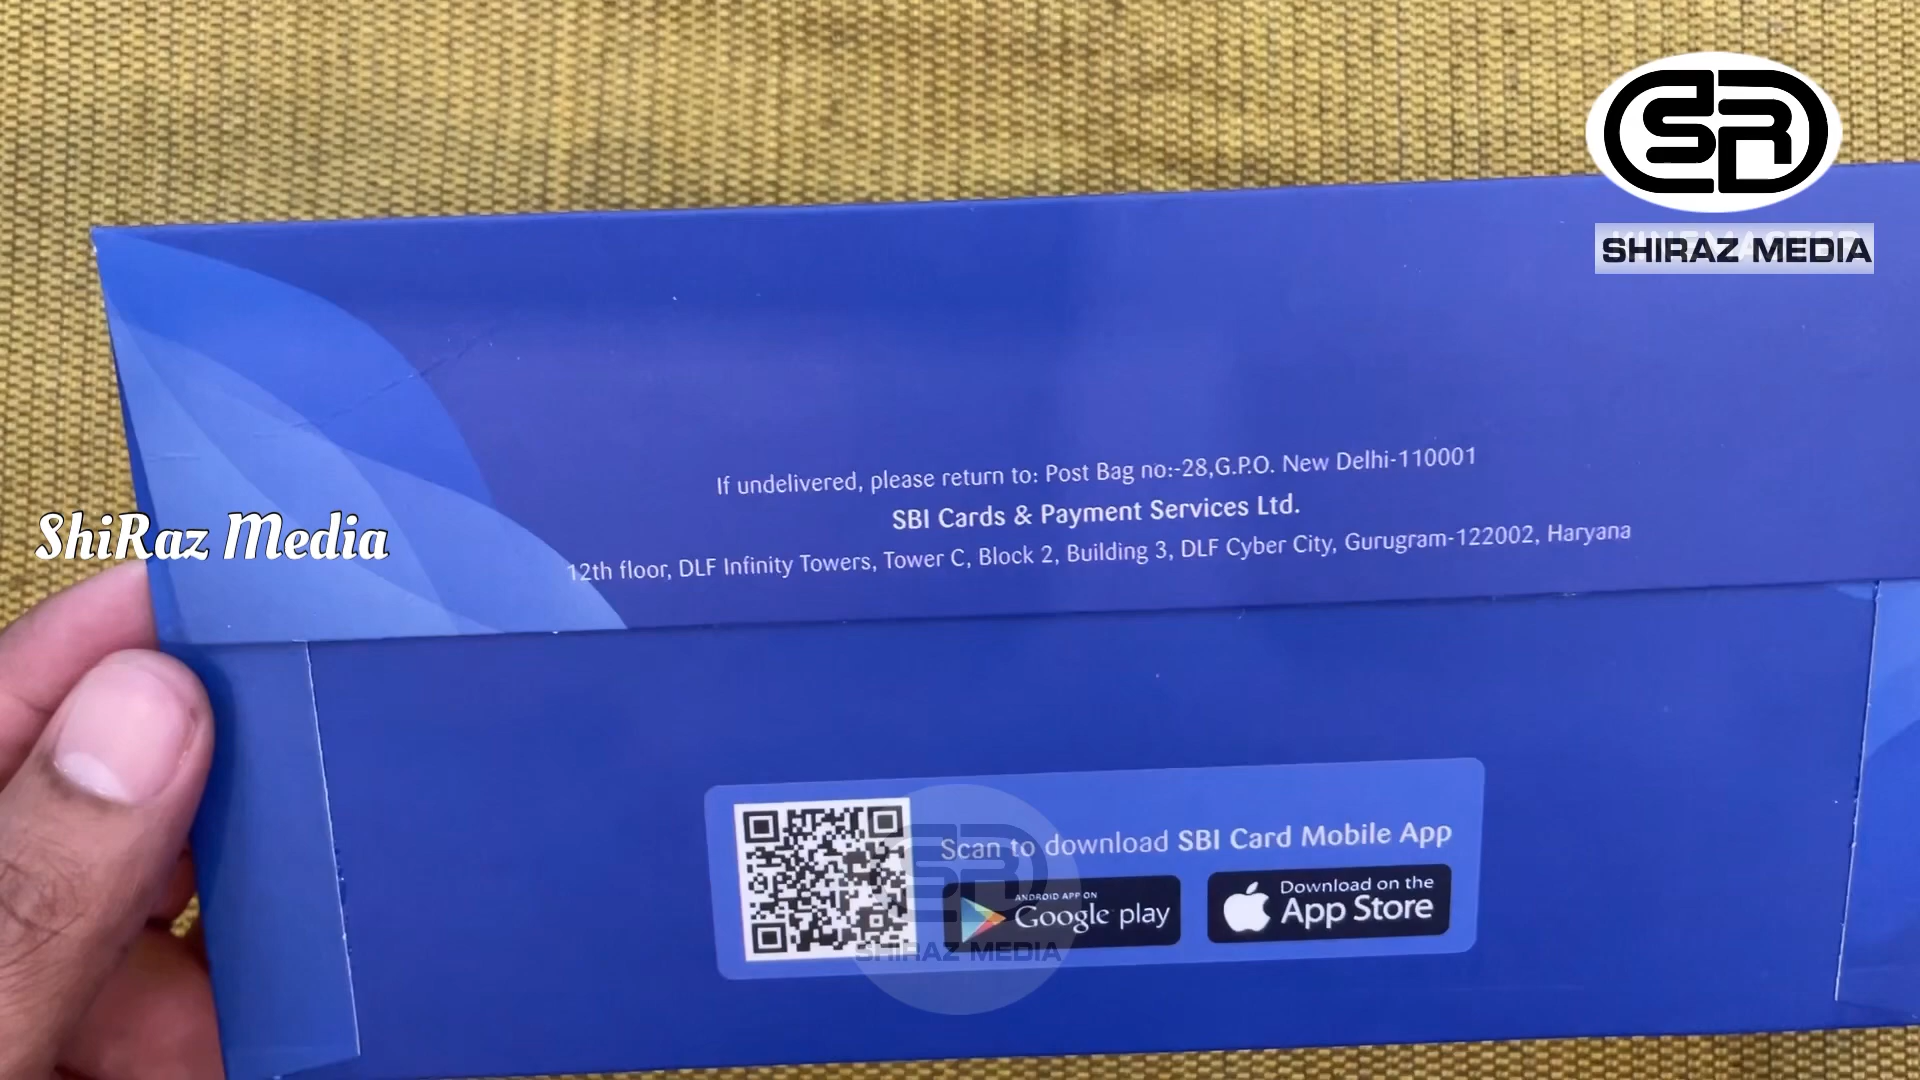 SR
SHIRAZ MEDIA
If undelivered, please return to: Post Bag no:-28,G.P.O. New Delhi-110001
SBI Cards & Payment Services Ltd.
12th floor, DLF Infinity Towers, Tower C, Block 2, Building 3, DLF Cyber City, Gurugram-122002, Haryana
ShiRaz Media
Scan to download SBI Card Mobile App
ANDROID APP ON
Google play
Download on the
App Store
SR
SHIRAZ MEDIA